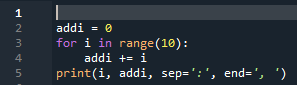 1
2 addi = 0
3 for i in range(10):
4     addi += i
5 print(i, addi, sep=':', end=', ')